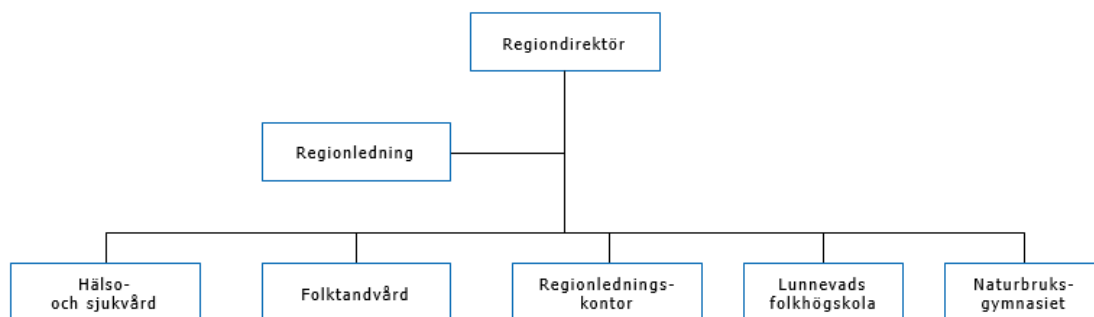 Regiondirektör
Regionledning
Hälso-
och sjukvård
Folktandvård
Regionlednings-
kontor
Lunnevads
folkhögskola
Naturbruks-
gymnasiet